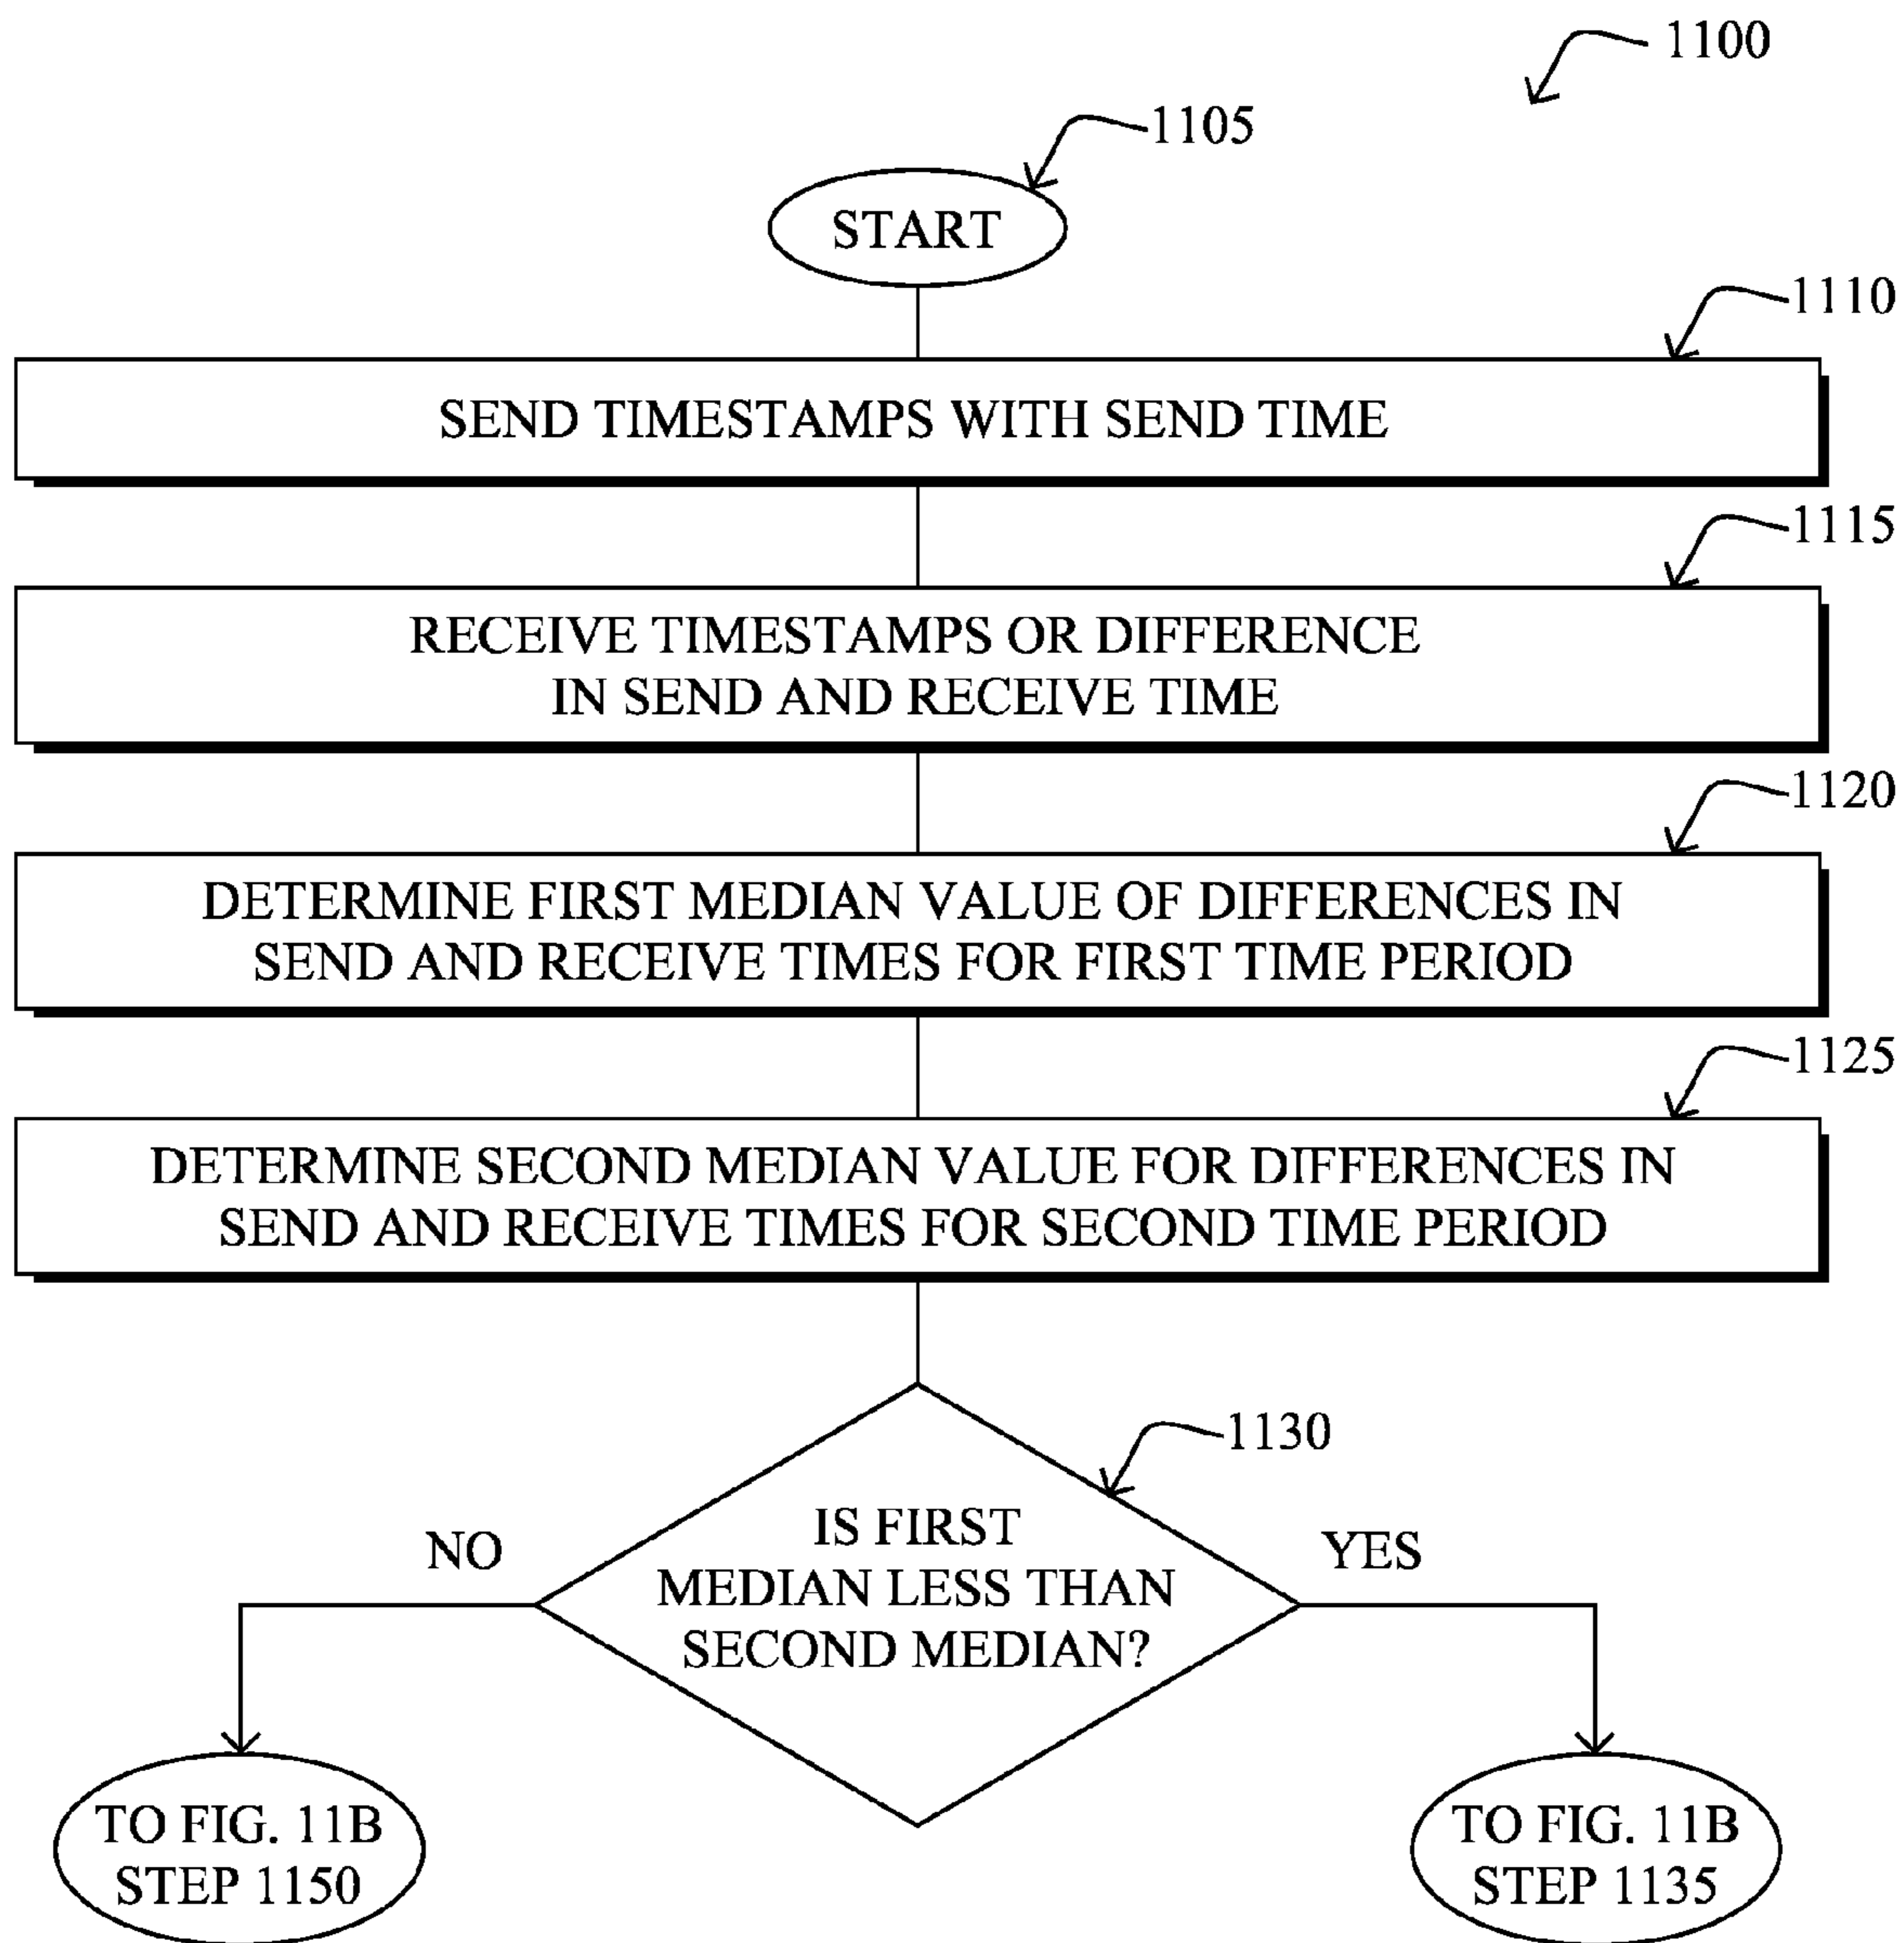 1100
1105
START
1110
SEND TIMESTAMPS WITH SEND TIME
1115
RECEIVE TIMESTAMPS OR DIFFERENCE
IN SEND AND RECEIVE TIME
1120
DETERMINE FIRST MEDIAN VALUE OF DIFFERENCES IN
SEND AND RECEIVE TIMES FOR FIRST TIME PERIOD
1125
DETERMINE SECOND MEDIAN VALUE FOR DIFFERENCES IN
SEND AND RECEIVE TIMES FOR SECOND TIME PERIOD
1130
IS FIRST
MEDIAN LESS THAN
SECOND MEDIAN?
NO
YES
TO FIG. 11B
STEP 1150
TO FIG. 11B
STEP 1135